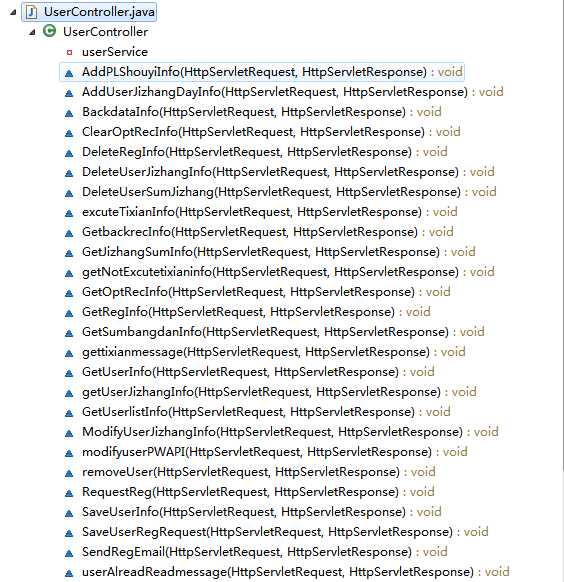 UserController.java
UserController
userService
AddPLShouyiInfo(HttpServletRequest, HttpServletResponse) : void
AddUserJizhangDayInfo(HttpServletRequest, HttpServletResponse) : void
BackdataInfo(HttpServletRequest, HttpServletResponse) : void
ClearOptRecInfo(HttpServletRequest, HttpServletResponse) : void
DeleteRegInfo(HttpServletRequest, HttpServletResponse) : void
DeleteUserJizhangInfo(HttpServletRequest, HttpServletResponse) : void
DeleteUserSumJizhang(HttpServletRequest, HttpServletResponse) : void
excuteTixianInfo(HttpServletRequest, HttpServletResponse) : void
GetbackrecInfo(HttpServletRequest, HttpServletResponse) : void
GetJizhangSumInfo(HttpServletRequest, HttpServletResponse) : void
getNotExcutetixianinfo(HttpServletRequest, HttpServletResponse) : void
GetOptRecInfo(HttpServletRequest, HttpServletResponse) : void
GetRegInfo(HttpServletRequest, HttpServletResponse) : void
GetSumbangdanInfo(HttpServletRequest, HttpServletResponse) : void
gettixianmessage(HttpServletRequest, HttpServletResponse) : void
GetUserInfo(HttpServletRequest, HttpServletResponse) : void
getUserJizhangInfo(HttpServletRequest, HttpServletResponse) : void
GetUserlistInfo(HttpServletRequest, HttpServletResponse) : void
ModifyUserJizhangInfo(HttpServletRequest, HttpServletResponse) : void
modifyuserPWAPI(HttpServletRequest, HttpServletResponse) : void
removeUser(HttpServletRequest, HttpServletResponse) : void
RequestReg(HttpServletRequest, HttpServletResponse) : void
SaveUserInfo(HttpServletRequest, HttpServletResponse) : void
SaveUserRegRequest(HttpServletRequest, HttpServletResponse) : void
SendRegEmail(HttpServletRequest, HttpServletResponse) : void
userAlreadReadmessage(HttpServletRequest, HttpServletResponse) : void